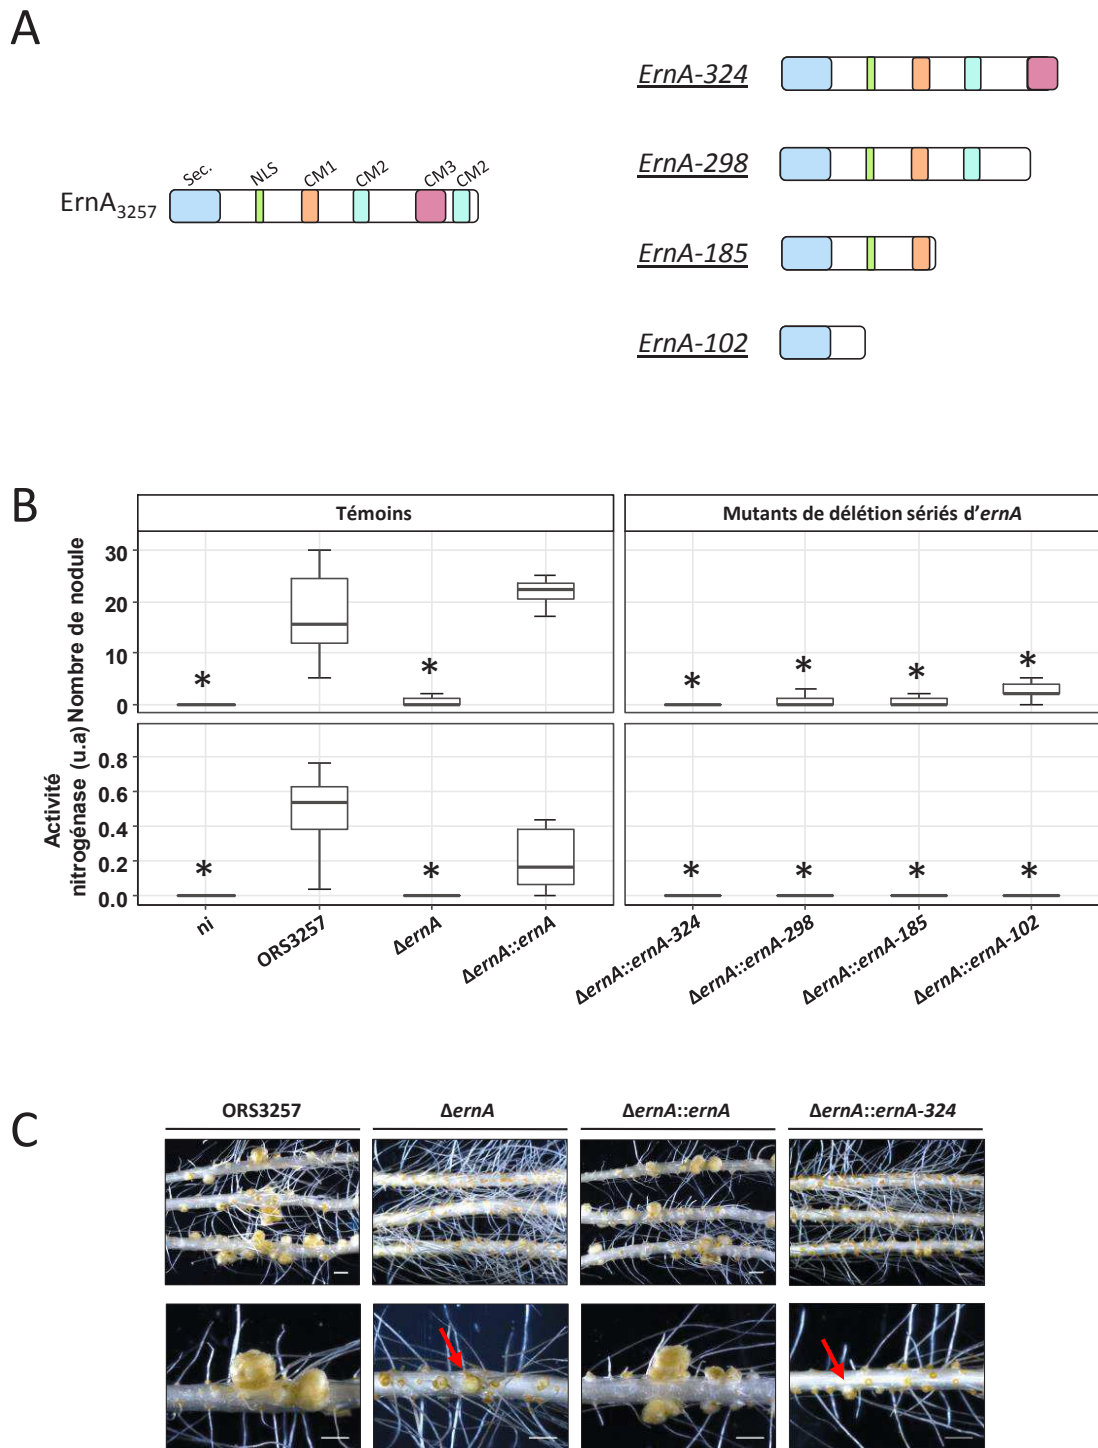 A
Sec. NLS CM1 CM2 CM3 CM2
ErnA3257
ErnA-324
ErnA-298
ErnA-185
ErnA-102
B
Témoins
Mutants de délétion sériés d'ernA
Nombre de nodule
30
20
10
0
* * * * * *
Activité
nitrogénase (u.a)
0.8
0.6
0.4
0.2
0.0
* * * * * *
ni
ORS3257
ΔernA
ΔernA::ernA
ΔernA::ernA-324
ΔernA::ernA-298
ΔernA::ernA-185
ΔernA::ernA-102
C
ORS3257 ΔernA ΔernA::ernA ΔernA::ernA-324